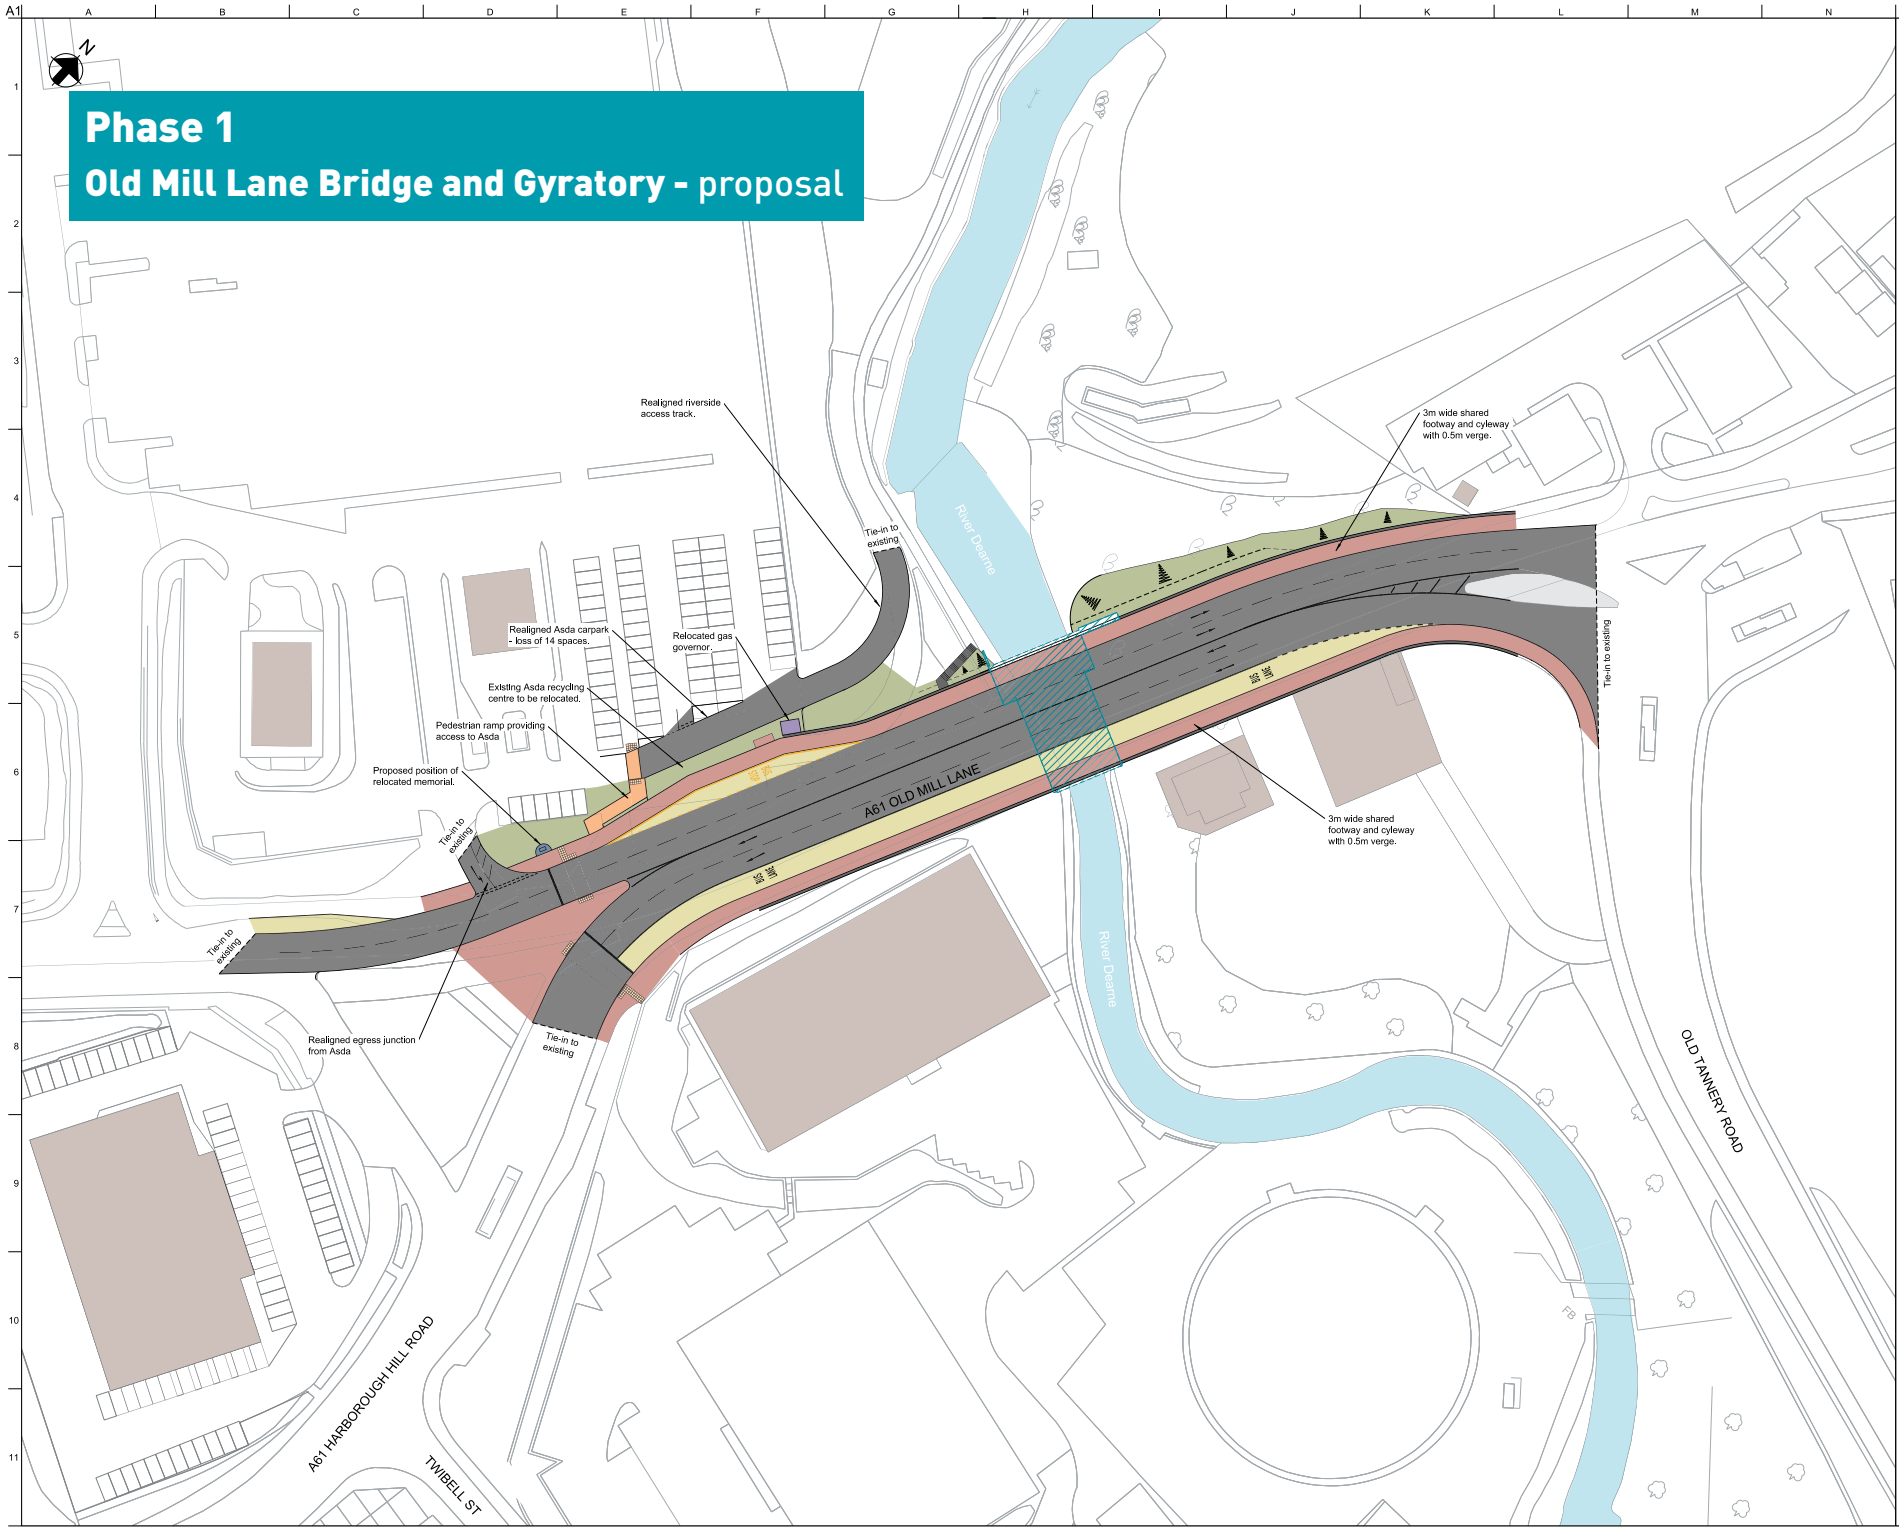 A1
A B C D E F G H I J K L M N
N
Phase 1
Old Mill Lane Bridge and Gyratory - proposal
1
2
3
4
5
6
7
8
9
10
11
Realigned riverside
access track.
3m wide shared
footway and cyleway
with 0.5m verge.
Tie-in to
existing
River Dearne
Realigned Asda carpark
- loss of 14 spaces.
Relocated gas
governor.
Existing Asda recycling
centre to be relocated.
Pedestrian ramp providing
access to Asda
Proposed position of
relocated memorial.
Tie-in to existing
BUS
LANE
BUS
STOP
A61 OLD MILL LANE
3m wide shared
footway and cyleway
with 0.5m verge.
Tie-in to
existing
BUS
LANE
Tie-in to
existing
River Dearne
Realigned egress junction
from Asda
Tie-in to
existing
OLD TANNERY ROAD
FB
A61 HARBOROUGH HILL ROAD
TWIBELL ST